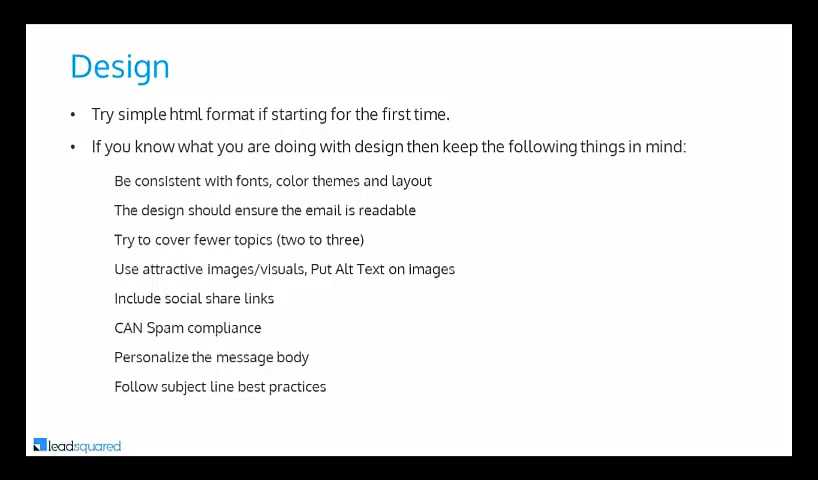 Design
• Try simple html format if starting for the first time.
• If you know what you are doing with design then keep the following things in mind:
Be consistent with fonts, color themes and layout
The design should ensure the email is readable
Try to cover fewer topics (two to three)
Use attractive images/visuals, Put Alt Text on images
Include social share links
CAN Spam compliance
Personalize the message body
Follow subject line best practices
leadsquared